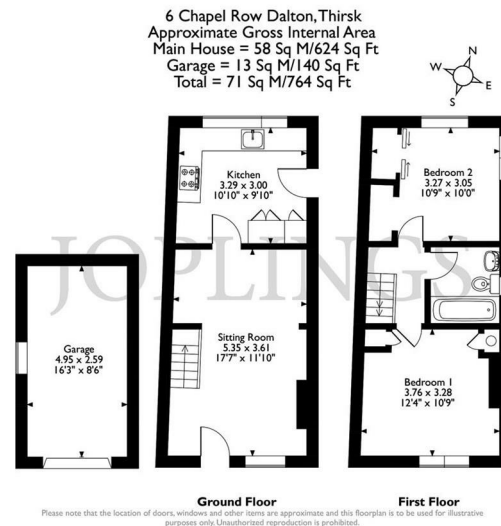 6 Chapel Row Dalton, Thirsk
Approximate Gross Internal Area
Main House = 58 Sq M/624 Sq Ft
Garage = 13 Sq M/140 Sq Ft
Total = 71 Sq M/764 Sq Ft
N
W
E
S
Kitchen
3.29 x 3.00
10'10" x 9'10"
Bedroom 2
3.27 x 3.05
10'9" x 10'0"
JOPLINGS
Garage
4.95 x 2.59
16'3" x 8'6"
Sitting Room
5.35 x 3.61
17'7" x 11'10"
Bedroom 1
3.76 x 3.28
12'4" x 10'9"
Ground Floor
First Floor
Please note that the location of doors, windows and other items are approximate and this floorplan is to be used for illustrative
purposes only. Unauthorized reproduction is prohibited.